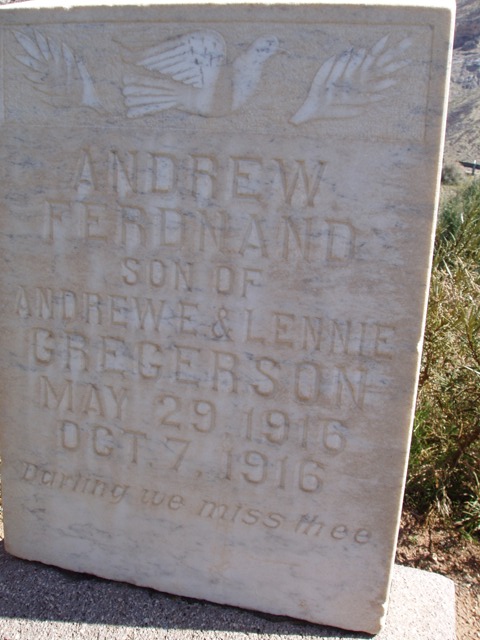 ANDREW
FERDNAND
SON OF
ANDREW E & LENNIE
GREGERSON
MAY 29, 1916
OCT. 7, 1916
Darling we miss thee